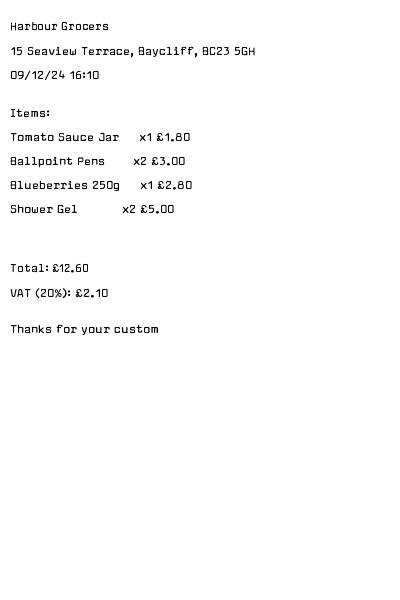 Harbour Grocers
15 Seaview Terrace, Baycliff, BC23 5GH
09/12/24 16:10
Items:
Tomato Sauce Jar x1 £1.80
Ballpoint Pens x2 £3.00
Blueberries 250g x1 £2.80
Shower Gel x2 £5.00
Total: £12.60
VAT (20%): £2.10
Thanks for your custom